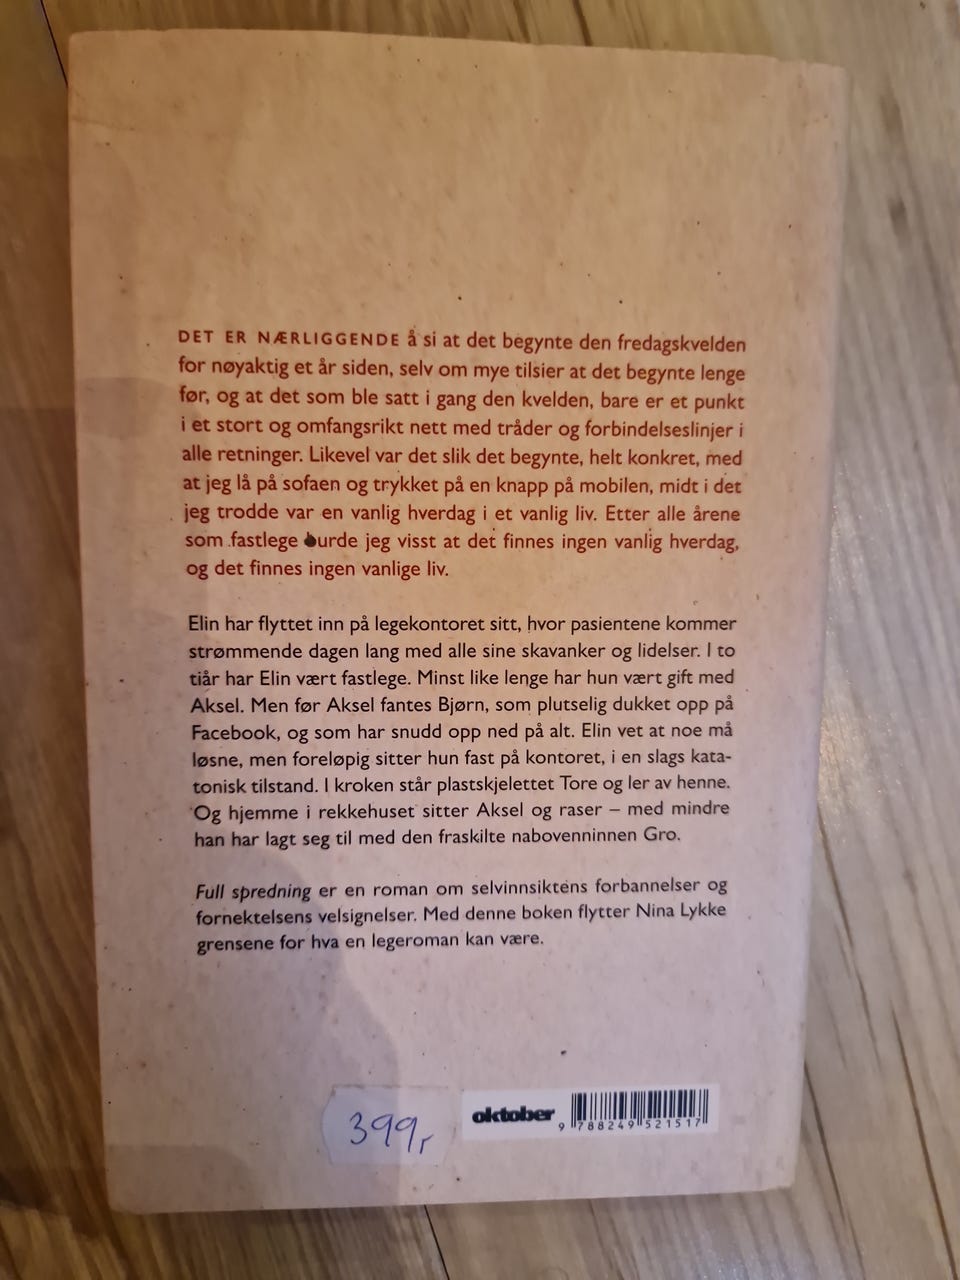 DET ER NÆRLIGGENDE å si at det begynte den fredagskvelden
for nøyaktig et år siden, selv om mye tilsier at det begynte lenge
før, og at det som ble satt i gang den kvelden, bare er et punkt
i et stort og omfangsrikt nett med tråder og forbindelseslinjer i
alle retninger. Likevel var det slik det begynte, helt konkret, med
at jeg lå på sofaen og trykket på en knapp på mobilen, midt i det
jeg trodde var en vanlig hverdag i et vanlig liv. Etter alle årene
som fastlege burde jeg visst at det finnes ingen vanlig hverdag,
og det finnes ingen vanlige liv.
Elin har flyttet inn på legekontoret sitt, hvor pasientene kommer
strømmende dagen lang med alle sine skavanker og lidelser. I to
tiår har Elin vært fastlege. Minst like lenge har hun vært gift med
Aksel. Men før Aksel fantes Bjørn, som plutselig dukket opp på
Facebook, og som har snudd opp ned på alt. Elin vet at noe må
løsne, men foreløpig sitter hun fast på kontoret, i en slags kata-
tonisk tilstand. I kroken står plastskjelettet Tore og ler av henne.
Og hjemme i rekkehuset sitter Aksel og raser – med mindre
han har lagt seg til med den fraskilte nabovenninnen Gro.
Full spredning er en roman om selvinnsiktens forbannelser og
fornektelsens velsignelser. Med denne boken flytter Nina Lykke
grensene for hva en legeroman kan være.
399,
oktober
9 788249 521517